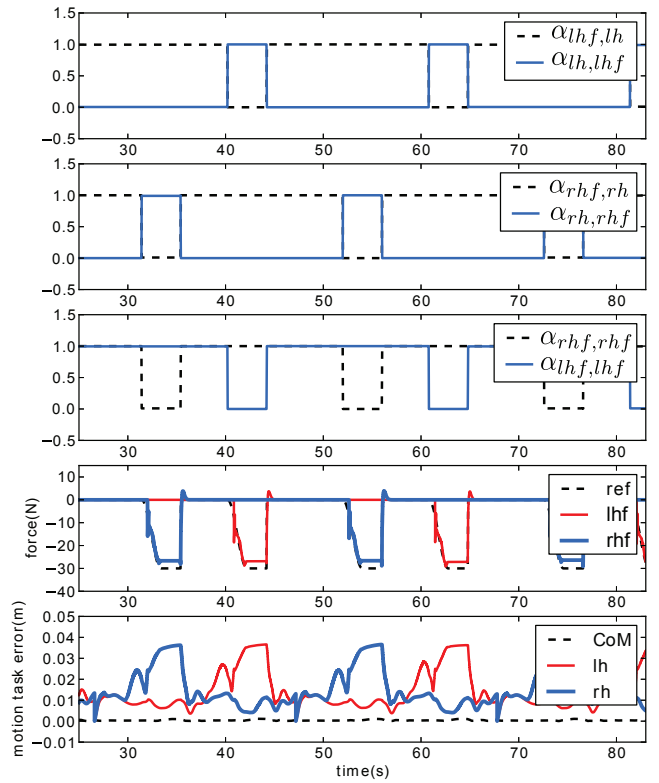 1.5
1.0
0.5
0.0
−0.5
α_{lhf,lh}
α_{lh,lhf}
30 40 50 60 70 80
1.5
1.0
0.5
0.0
−0.5
α_{rhf,rh}
α_{rh,rhf}
30 40 50 60 70 80
1.5
1.0
0.5
0.0
−0.5
α_{rhf,rhf}
α_{lhf,lhf}
30 40 50 60 70 80
force(N)
10
0
−10
−20
−30
−40
ref
lhf
rhf
30 40 50 60 70 80
motion task error(m)
0.05
0.04
0.03
0.02
0.01
0.00
−0.01
CoM
lh
rh
30 40 50 60 70 80
time(s)